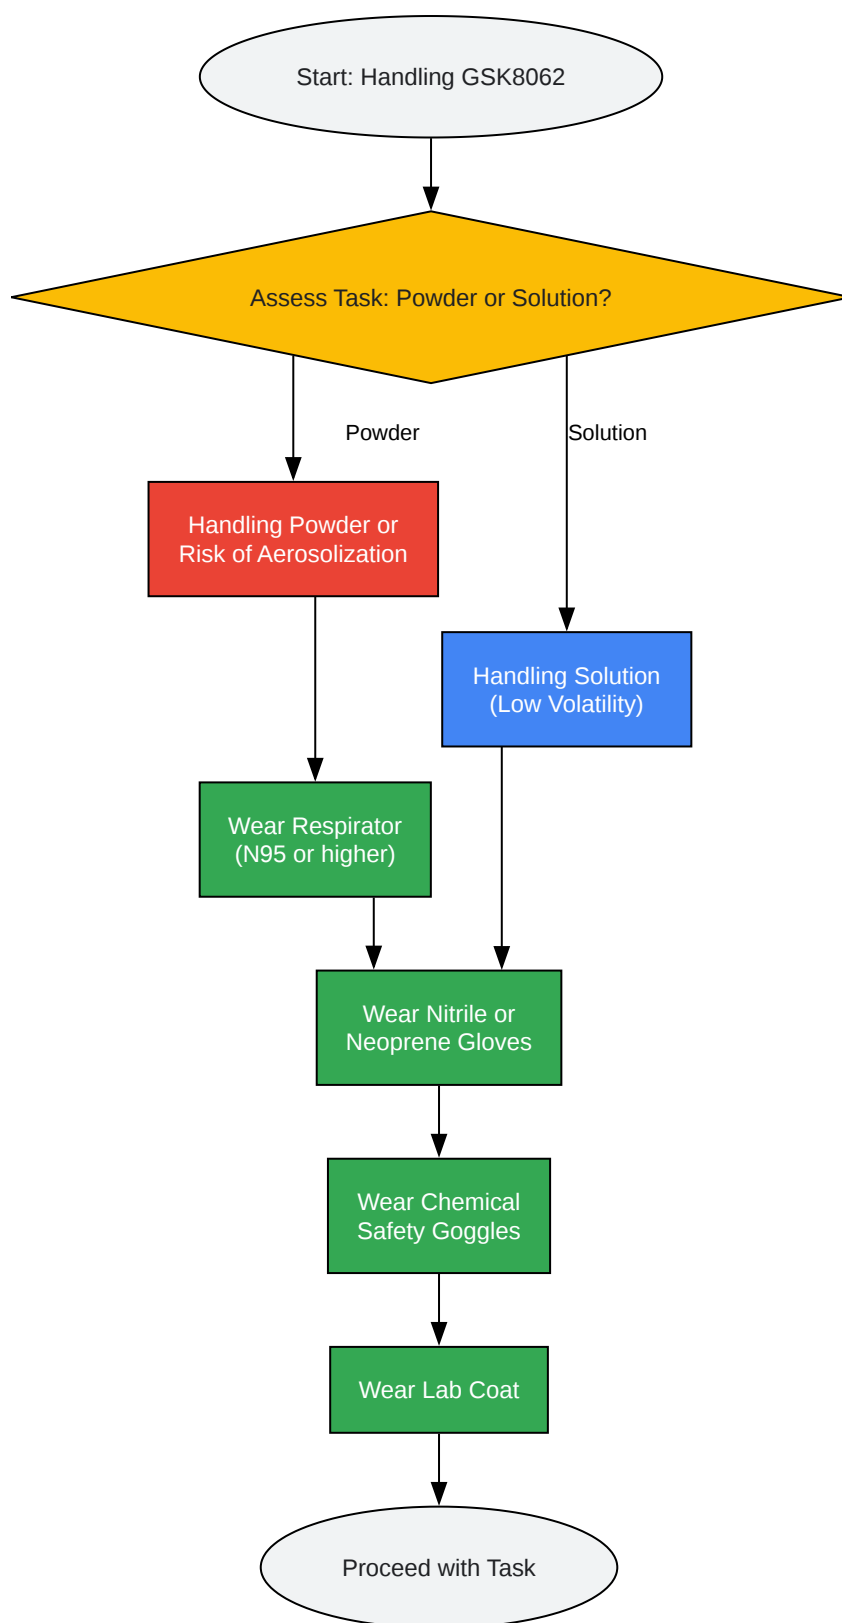 Start: Handling GSK8062
Assess Task: Powder or Solution?
Powder
Solution
Handling Powder or
Risk of Aerosolization
Handling Solution
(Low Volatility)
Wear Respirator
(N95 or higher)
Wear Nitrile or
Neoprene Gloves
Wear Chemical
Safety Goggles
Wear Lab Coat
Proceed with Task